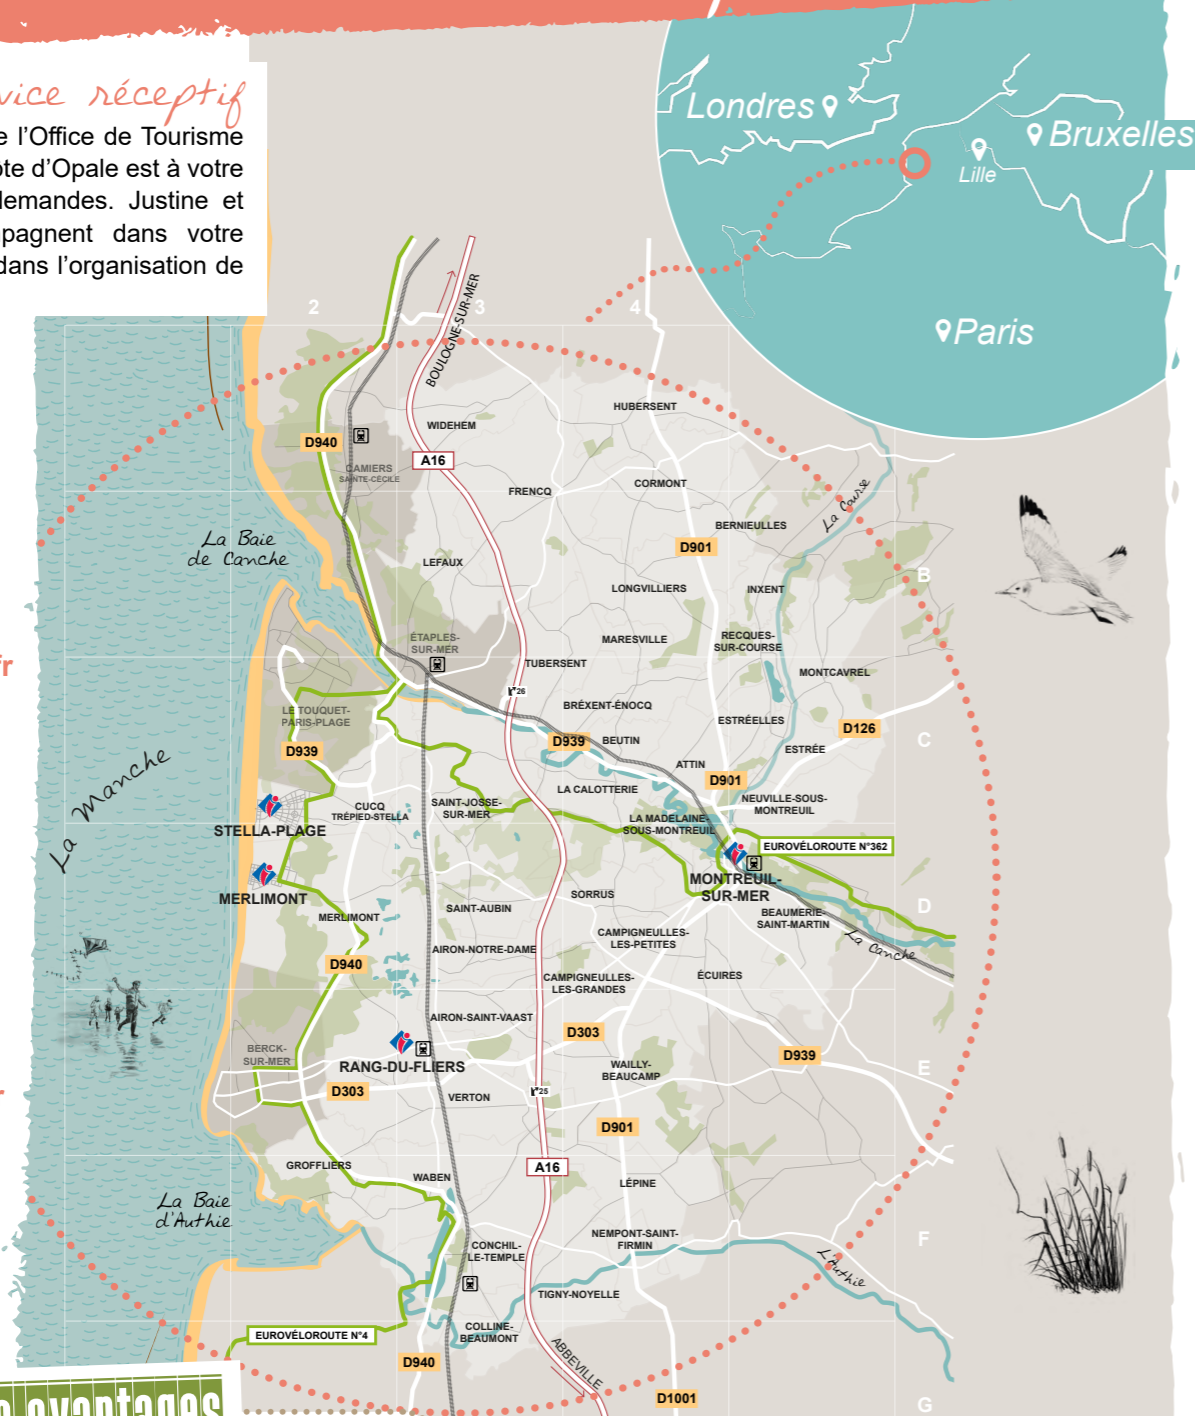 vice réceptif
e l'Office de Tourisme
ôte d'Opale est à votre
demandes. Justine et
pagnent dans votre
dans l'organisation de
Londres
Bruxelles
Lille
Paris
2
3
4
BOULOGNE-SUR-MER
HUBERSENT
WIDEHEM
D940
A16
CAMIERS
SAINTE-CÉCILE
FRENCQ
CORMONT
La Course
BERNIEULLES
La Baie
de Canche
D901
LEFAUX
B
LONGVILLIERS
INXENT
ÉTAPLES-
SUR-MER
MARESVILLE
RECQUES-
SUR-COURSE
fr
TUBERSENT
MONTCAVREL
26
BRÉXENT-ÉNOCQ
LE TOUQUET-
PARIS-PLAGE
ESTRÉELLES
D126
D939
D939
BEUTIN
C
ESTRÉE
La Manche
ATTIN
D901
LA CALOTTERIE
CUCQ
TRÉPIED-STELLA
SAINT-JOSSE-
SUR-MER
NEUVILLE-SOUS-
MONTREUIL
STELLA-PLAGE
LA MADELAINE-
SOUS-MONTREUIL
EUROVÉLOROUTE N°362
MERLIMONT
MONTREUIL-
SUR-MER
SORRUS
MERLIMONT
SAINT-AUBIN
BEAUMERIE-
SAINT-MARTIN
D
CAMPIGNEULLES-
LES-PETITES
La Canche
AIRON-NOTRE-DAME
D940
CAMPIGNEULLES-
LES-GRANDES
ÉCUIRES
AIRON-SAINT-VAAST
D303
BERCK-
SUR-MER
D939
RANG-DU-FLIERS
WAILLY-
BEAUCAMP
E
D303
VERTON
25
D901
GROFFLIERS
A16
WABEN
LÉPINE
La Baie
d'Authie
NEMPONT-SAINT-
FIRMIN
F
CONCHIL-
LE-TEMPLE
L'Authie
TIGNY-NOYELLE
EUROVÉLOROUTE N°4
COLLINE-
BEAUMONT
D940
ABBEVILLE
D1001
G
avantages